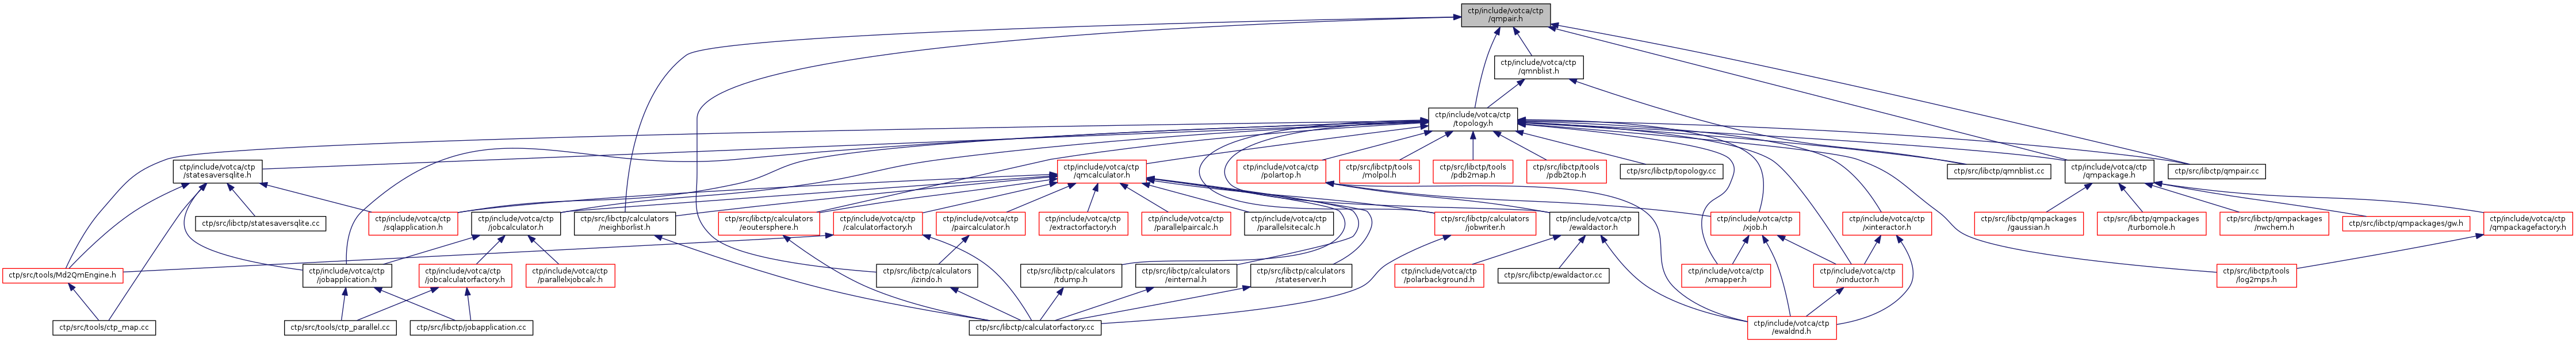 ctp/include/votca/ctp
/qmpair.h
ctp/include/votca/ctp
/qmnblist.h
ctp/include/votca/ctp
/topology.h
ctp/include/votca/ctp
/statesaversqlite.h
ctp/include/votca/ctp
/qmcalculator.h
ctp/include/votca/ctp
/polartop.h
ctp/src/libctp/tools
/molpol.h
ctp/src/libctp/tools
/pdb2map.h
ctp/src/libctp/tools
/pdb2top.h
ctp/src/libctp/topology.cc
ctp/src/libctp/qmnblist.cc
ctp/include/votca/ctp
/qmpackage.h
ctp/src/libctp/qmpair.cc
ctp/src/libctp/statesaversqlite.cc
ctp/include/votca/ctp
/sqlapplication.h
ctp/include/votca/ctp
/jobcalculator.h
ctp/src/libctp/calculators
/neighborlist.h
ctp/src/libctp/calculators
/eoutersphere.h
ctp/include/votca/ctp
/calculatorfactory.h
ctp/include/votca/ctp
/paircalculator.h
ctp/include/votca/ctp
/extractorfactory.h
ctp/include/votca/ctp
/parallelpaircalc.h
ctp/include/votca/ctp
/parallelsitecalc.h
ctp/src/libctp/calculators
/jobwriter.h
ctp/include/votca/ctp
/ewaldactor.h
ctp/include/votca/ctp
/xjob.h
ctp/include/votca/ctp
/xinteractor.h
ctp/src/libctp/qmpackages
/gaussian.h
ctp/src/libctp/qmpackages
/turbomole.h
ctp/src/libctp/qmpackages
/nwchem.h
ctp/src/libctp/qmpackages/gw.h
ctp/include/votca/ctp
/qmpackagefactory.h
ctp/src/tools/Md2QmEngine.h
ctp/include/votca/ctp
/jobapplication.h
ctp/include/votca/ctp
/jobcalculatorfactory.h
ctp/include/votca/ctp
/parallelxjobcalc.h
ctp/src/libctp/calculators
/izindo.h
ctp/src/libctp/calculators
/tdump.h
ctp/src/libctp/calculators
/einternal.h
ctp/src/libctp/calculators
/stateserver.h
ctp/include/votca/ctp
/polarbackground.h
ctp/src/libctp/ewaldactor.cc
ctp/include/votca/ctp
/xmapper.h
ctp/include/votca/ctp
/xinductor.h
ctp/src/libctp/tools
/log2mps.h
ctp/src/tools/ctp_map.cc
ctp/src/tools/ctp_parallel.cc
ctp/src/libctp/jobapplication.cc
ctp/src/libctp/calculatorfactory.cc
ctp/include/votca/ctp
/ewaldnd.h